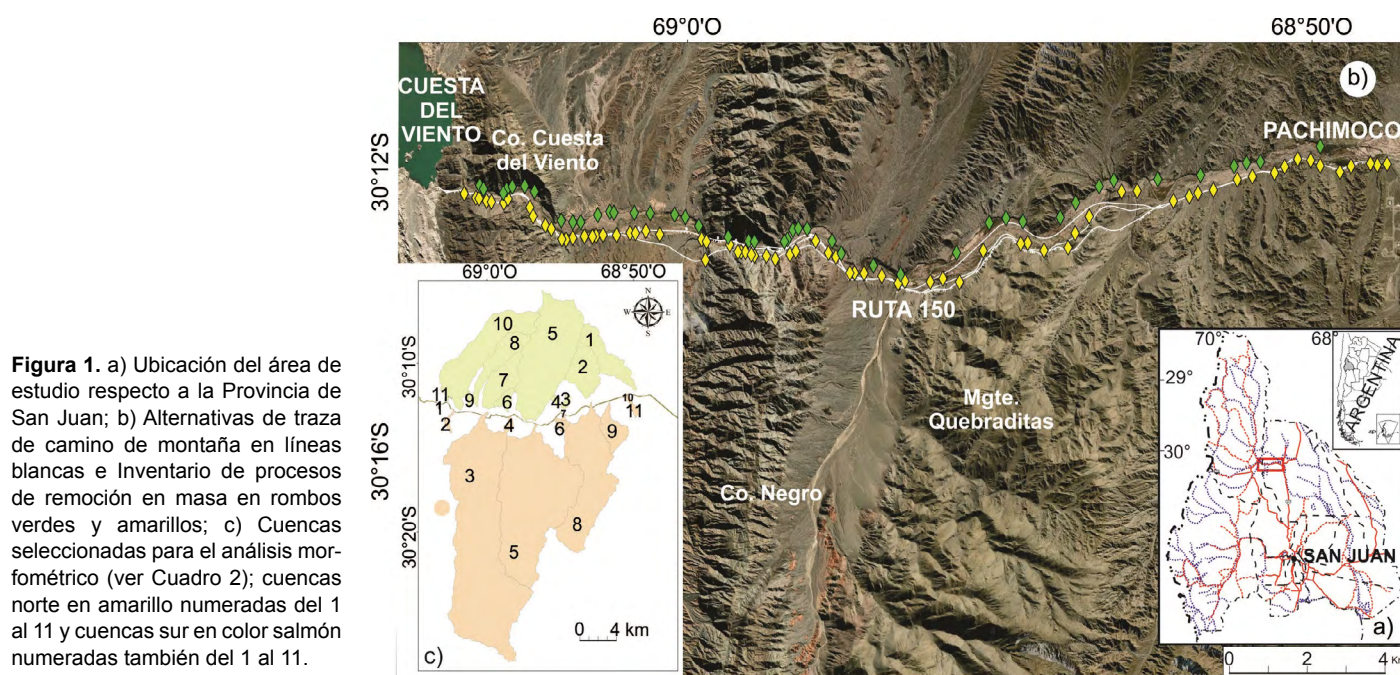 Figura 1. a) Ubicación del área de
estudio respecto a la Provincia de
San Juan; b) Alternativas de traza
de camino de montaña en líneas
blancas e Inventario de procesos
de remoción en masa en rombos
verdes y amarillos; c) Cuencas
seleccionadas para el análisis mor-
fométrico (ver Cuadro 2); cuencas
norte en amarillo numeradas del 1
al 11 y cuencas sur en color salmón
numeradas también del 1 al 11.
69°0'O
68°50'O
b)
CUESTA
DEL
VIENTO
Co. Cuesta
del Viento
PACHIMOCO
30°12'S
RUTA 150
Mgte.
Quebraditas
Co. Negro
69°0'O
68°50'O
N
W
E
S
30°10'S
30°16'S
30°20'S
10
5
8
1
2
7
11
9
6
4
3
10
1
7
11
2
4
6
9
3
8
5
0 4 km
c)
70°
68°
29°
30°
ARGENTINA
SAN JUAN
a)
0 2 4 K